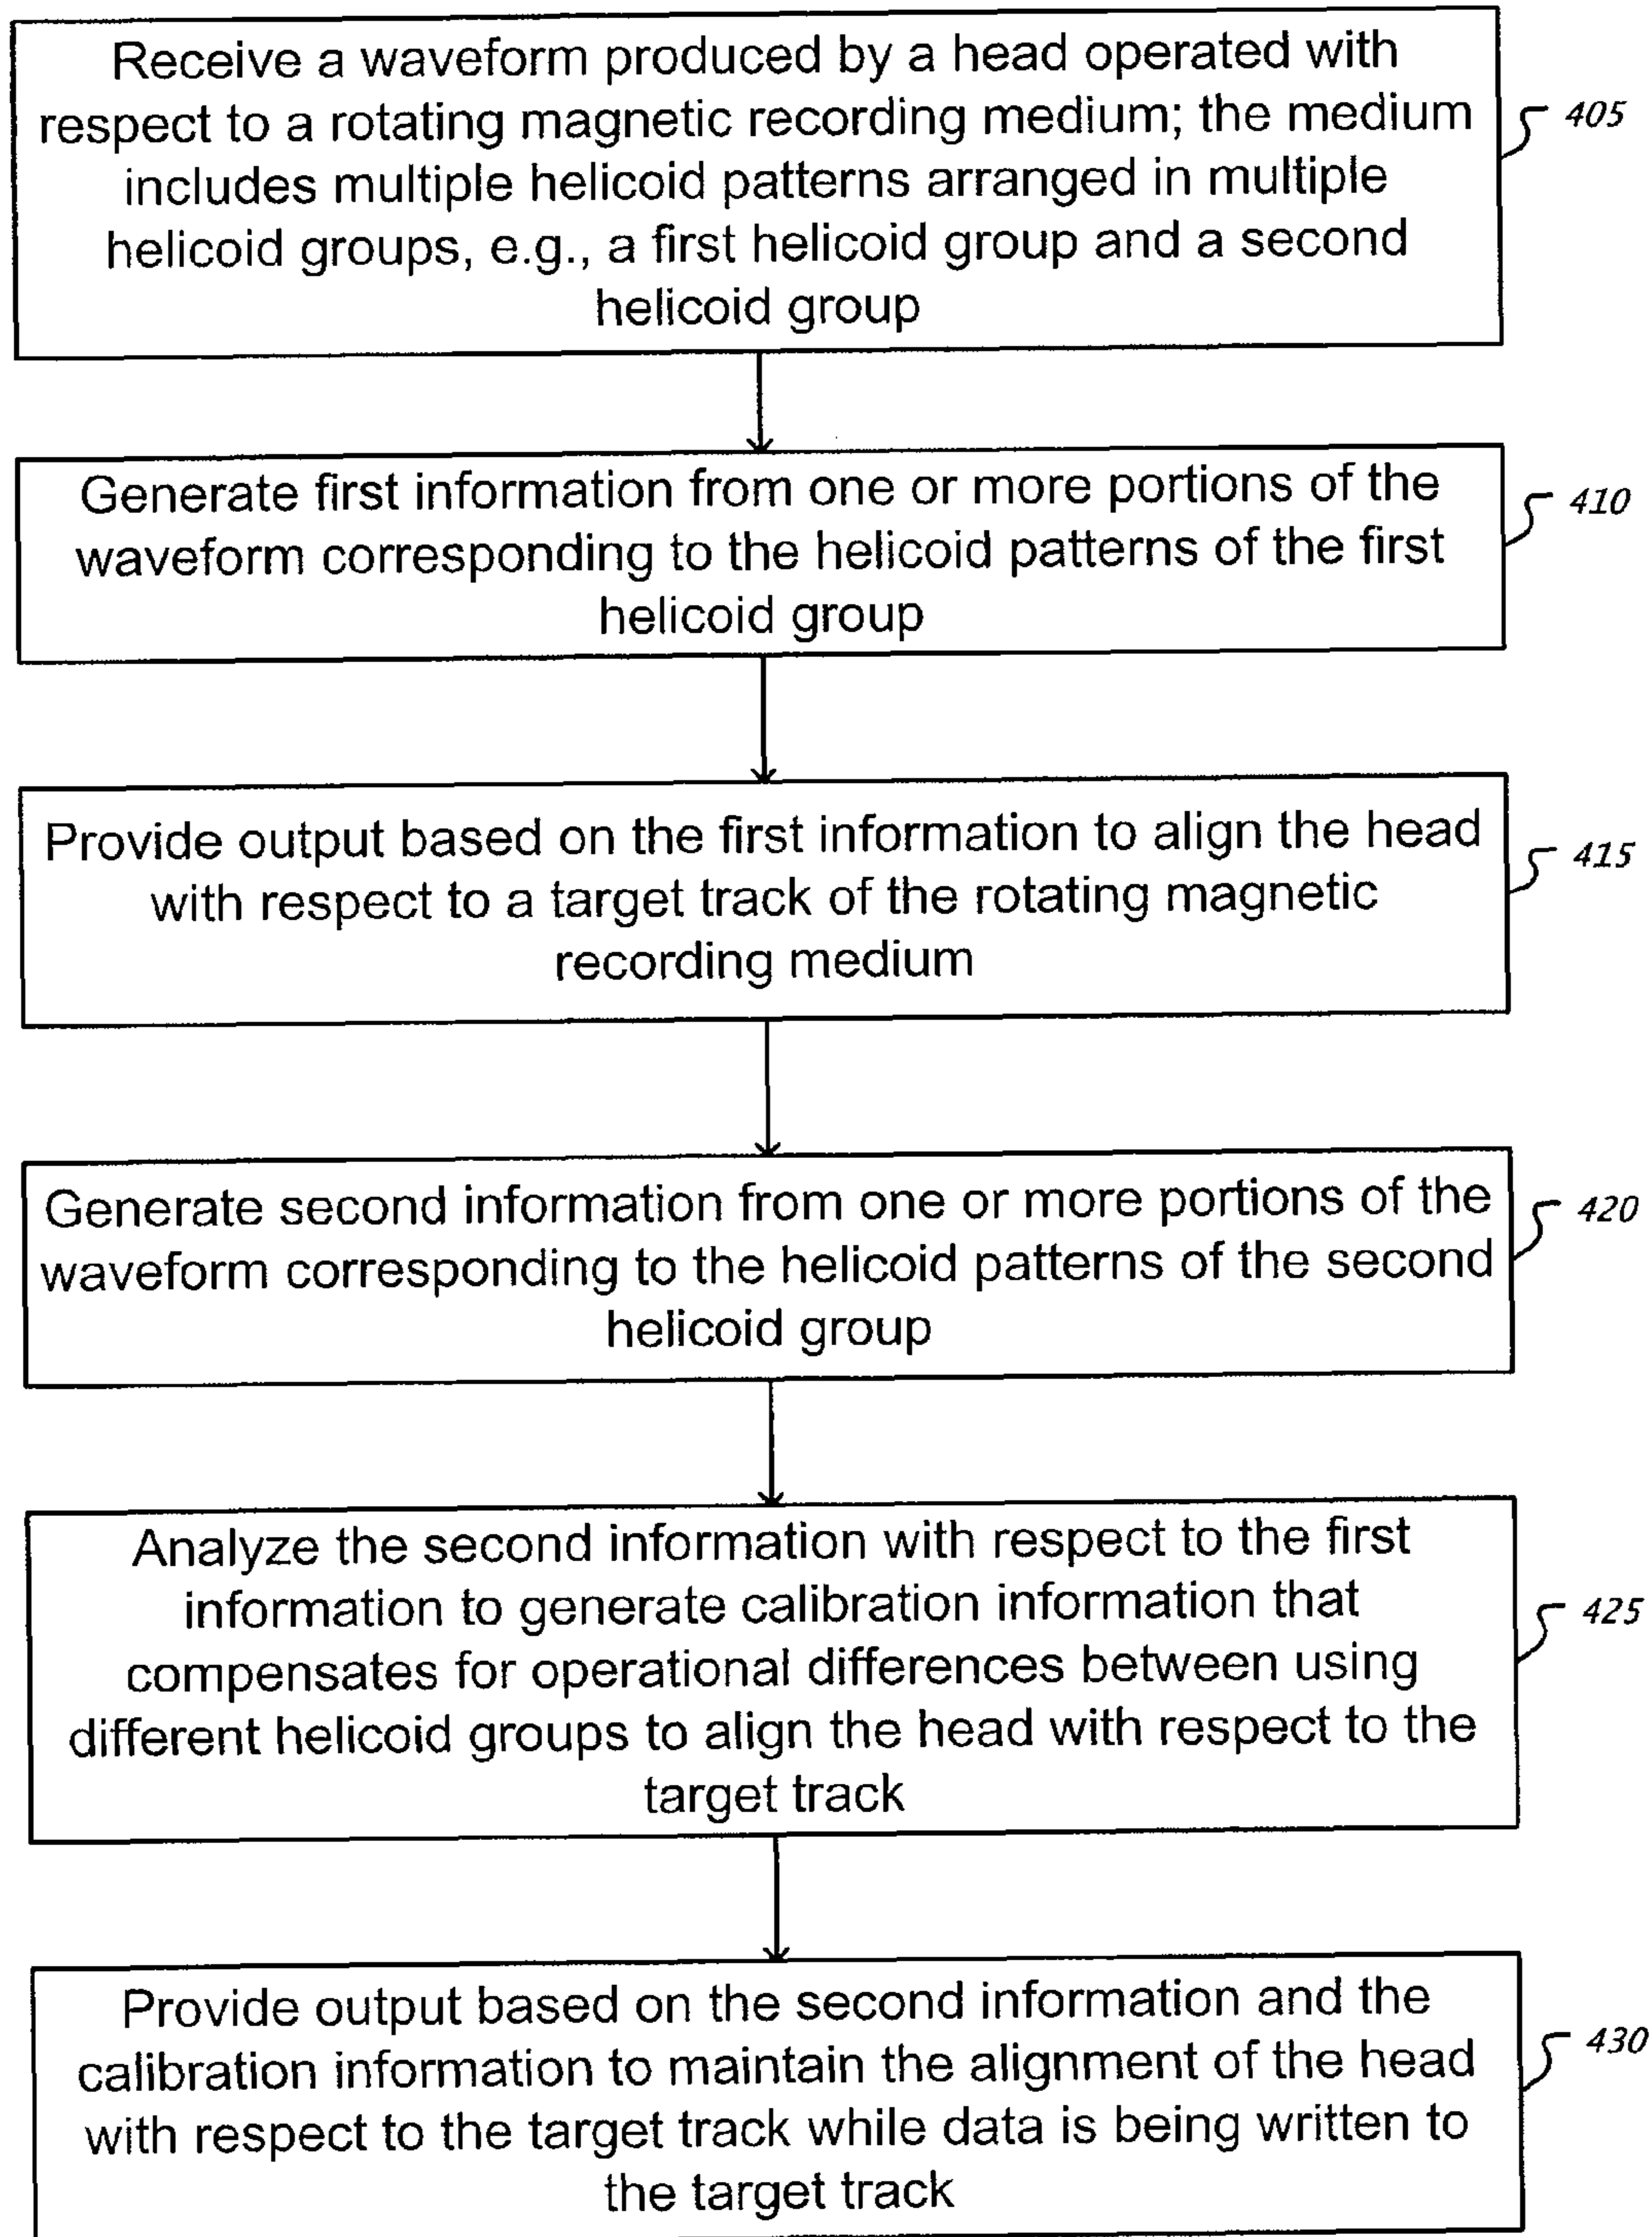 Receive a waveform produced by a head operated with
respect to a rotating magnetic recording medium; the medium
includes multiple helicoid patterns arranged in multiple
helicoid groups, e.g., a first helicoid group and a second
helicoid group
405
Generate first information from one or more portions of the
waveform corresponding to the helicoid patterns of the first
helicoid group
410
Provide output based on the first information to align the head
with respect to a target track of the rotating magnetic
recording medium
415
Generate second information from one or more portions of the
waveform corresponding to the helicoid patterns of the second
helicoid group
420
Analyze the second information with respect to the first
information to generate calibration information that
compensates for operational differences between using
different helicoid groups to align the head with respect to the
target track
425
Provide output based on the second information and the
calibration information to maintain the alignment of the head
with respect to the target track while data is being written to
the target track
430